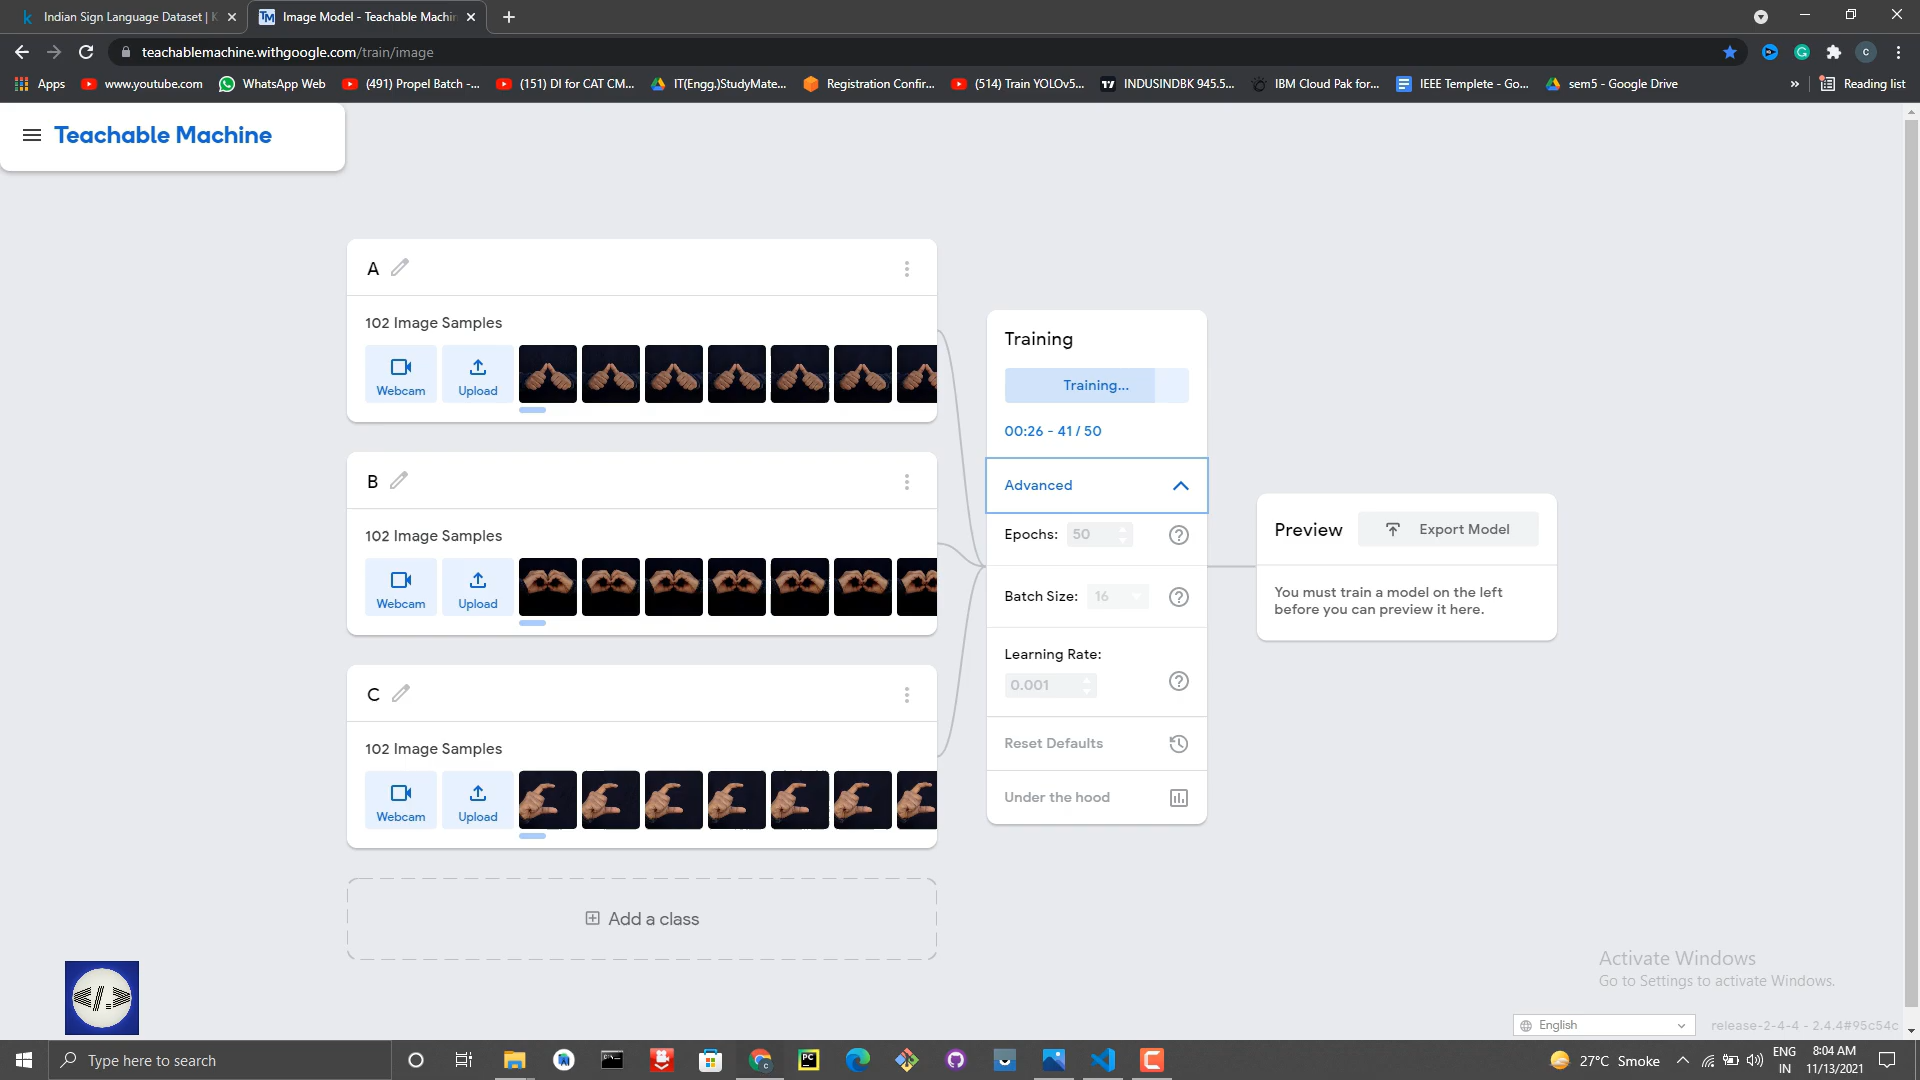 Indian Sign Language Dataset | K
Image Model - Teachable Machin
teachablemachine.withgoogle.com/train/image
Apps
www.youtube.com
WhatsApp Web
(491) Propel Batch -...
(151) DI for CAT CM...
IT(Engg.)StudyMate...
Registration Confir...
(514) Train YOLOv5...
INDUSINDBK 945.5...
IBM Cloud Pak for...
IEEE Templete - Go...
sem5 - Google Drive
»
Reading list
Teachable Machine
A
102 Image Samples
Webcam
Upload
B
102 Image Samples
Webcam
Upload
C
102 Image Samples
Webcam
Upload
Add a class
Training
Training...
00:26 - 41 / 50
Advanced
Epochs: 50
Batch Size: 16
Learning Rate:
0.001
Reset Defaults
Under the hood
Preview
Export Model
You must train a model on the left
before you can preview it here.
Activate Windows
Go to Settings to activate Windows.
English
release-2-4-4 - 2.4.4#95c54c
Type here to search
27°C Smoke
ENG
IN
8:04 AM
11/13/2021